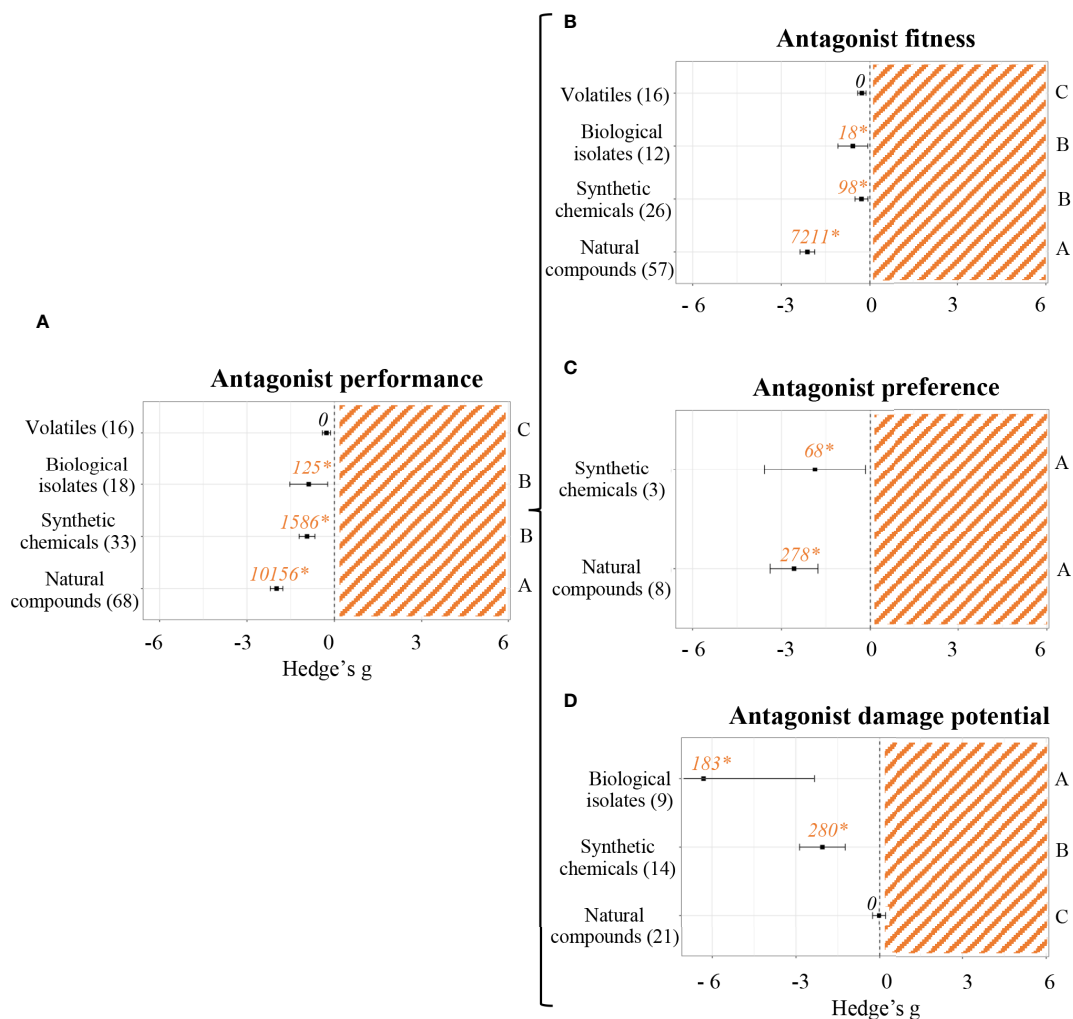 A
Antagonist performance
Volatiles (16)
0
C
Biological
isolates (18)
125*
B
Synthetic
chemicals (33)
1586*
B
Natural
compounds (68)
10156*
A
-6
-3
0
3
6
Hedge's g
B
Antagonist fitness
Volatiles (16)
0
C
Biological
isolates (12)
18*
B
Synthetic
chemicals (26)
98*
B
Natural
compounds (57)
7211*
A
- 6
-3
0
3
6
C
Antagonist preference
Synthetic
chemicals (3)
68*
A
Natural
compounds (8)
278*
A
- 6
-3
0
3
6
D
Antagonist damage potential
Biological
isolates (9)
183*
A
Synthetic
chemicals (14)
280*
B
Natural
compounds (21)
0
C
-6
-3
0
3
6
Hedge's g